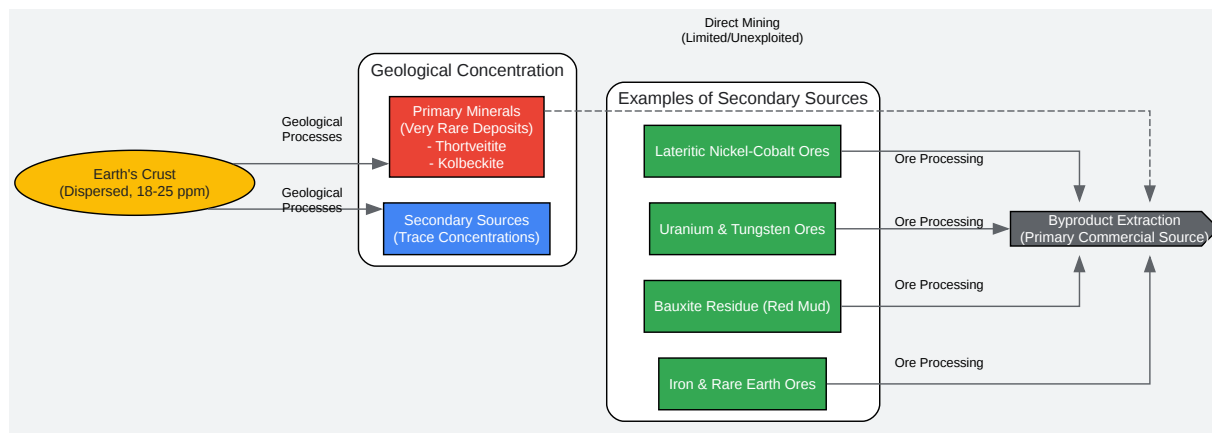 Direct Mining
(Limited/Unexploited)
Geological Concentration
Primary Minerals
(Very Rare Deposits)
- Thortveitite
- Kolbeckite
Geological
Processes
Earth's Crust
(Dispersed, 18-25 ppm)
Geological
Processes
Secondary Sources
(Trace Concentrations)
Examples of Secondary Sources
Lateritic Nickel-Cobalt Ores
Ore Processing
Uranium & Tungsten Ores
Ore Processing
Bauxite Residue (Red Mud)
Ore Processing
Iron & Rare Earth Ores
Ore Processing
Byproduct Extraction
(Primary Commercial Source)